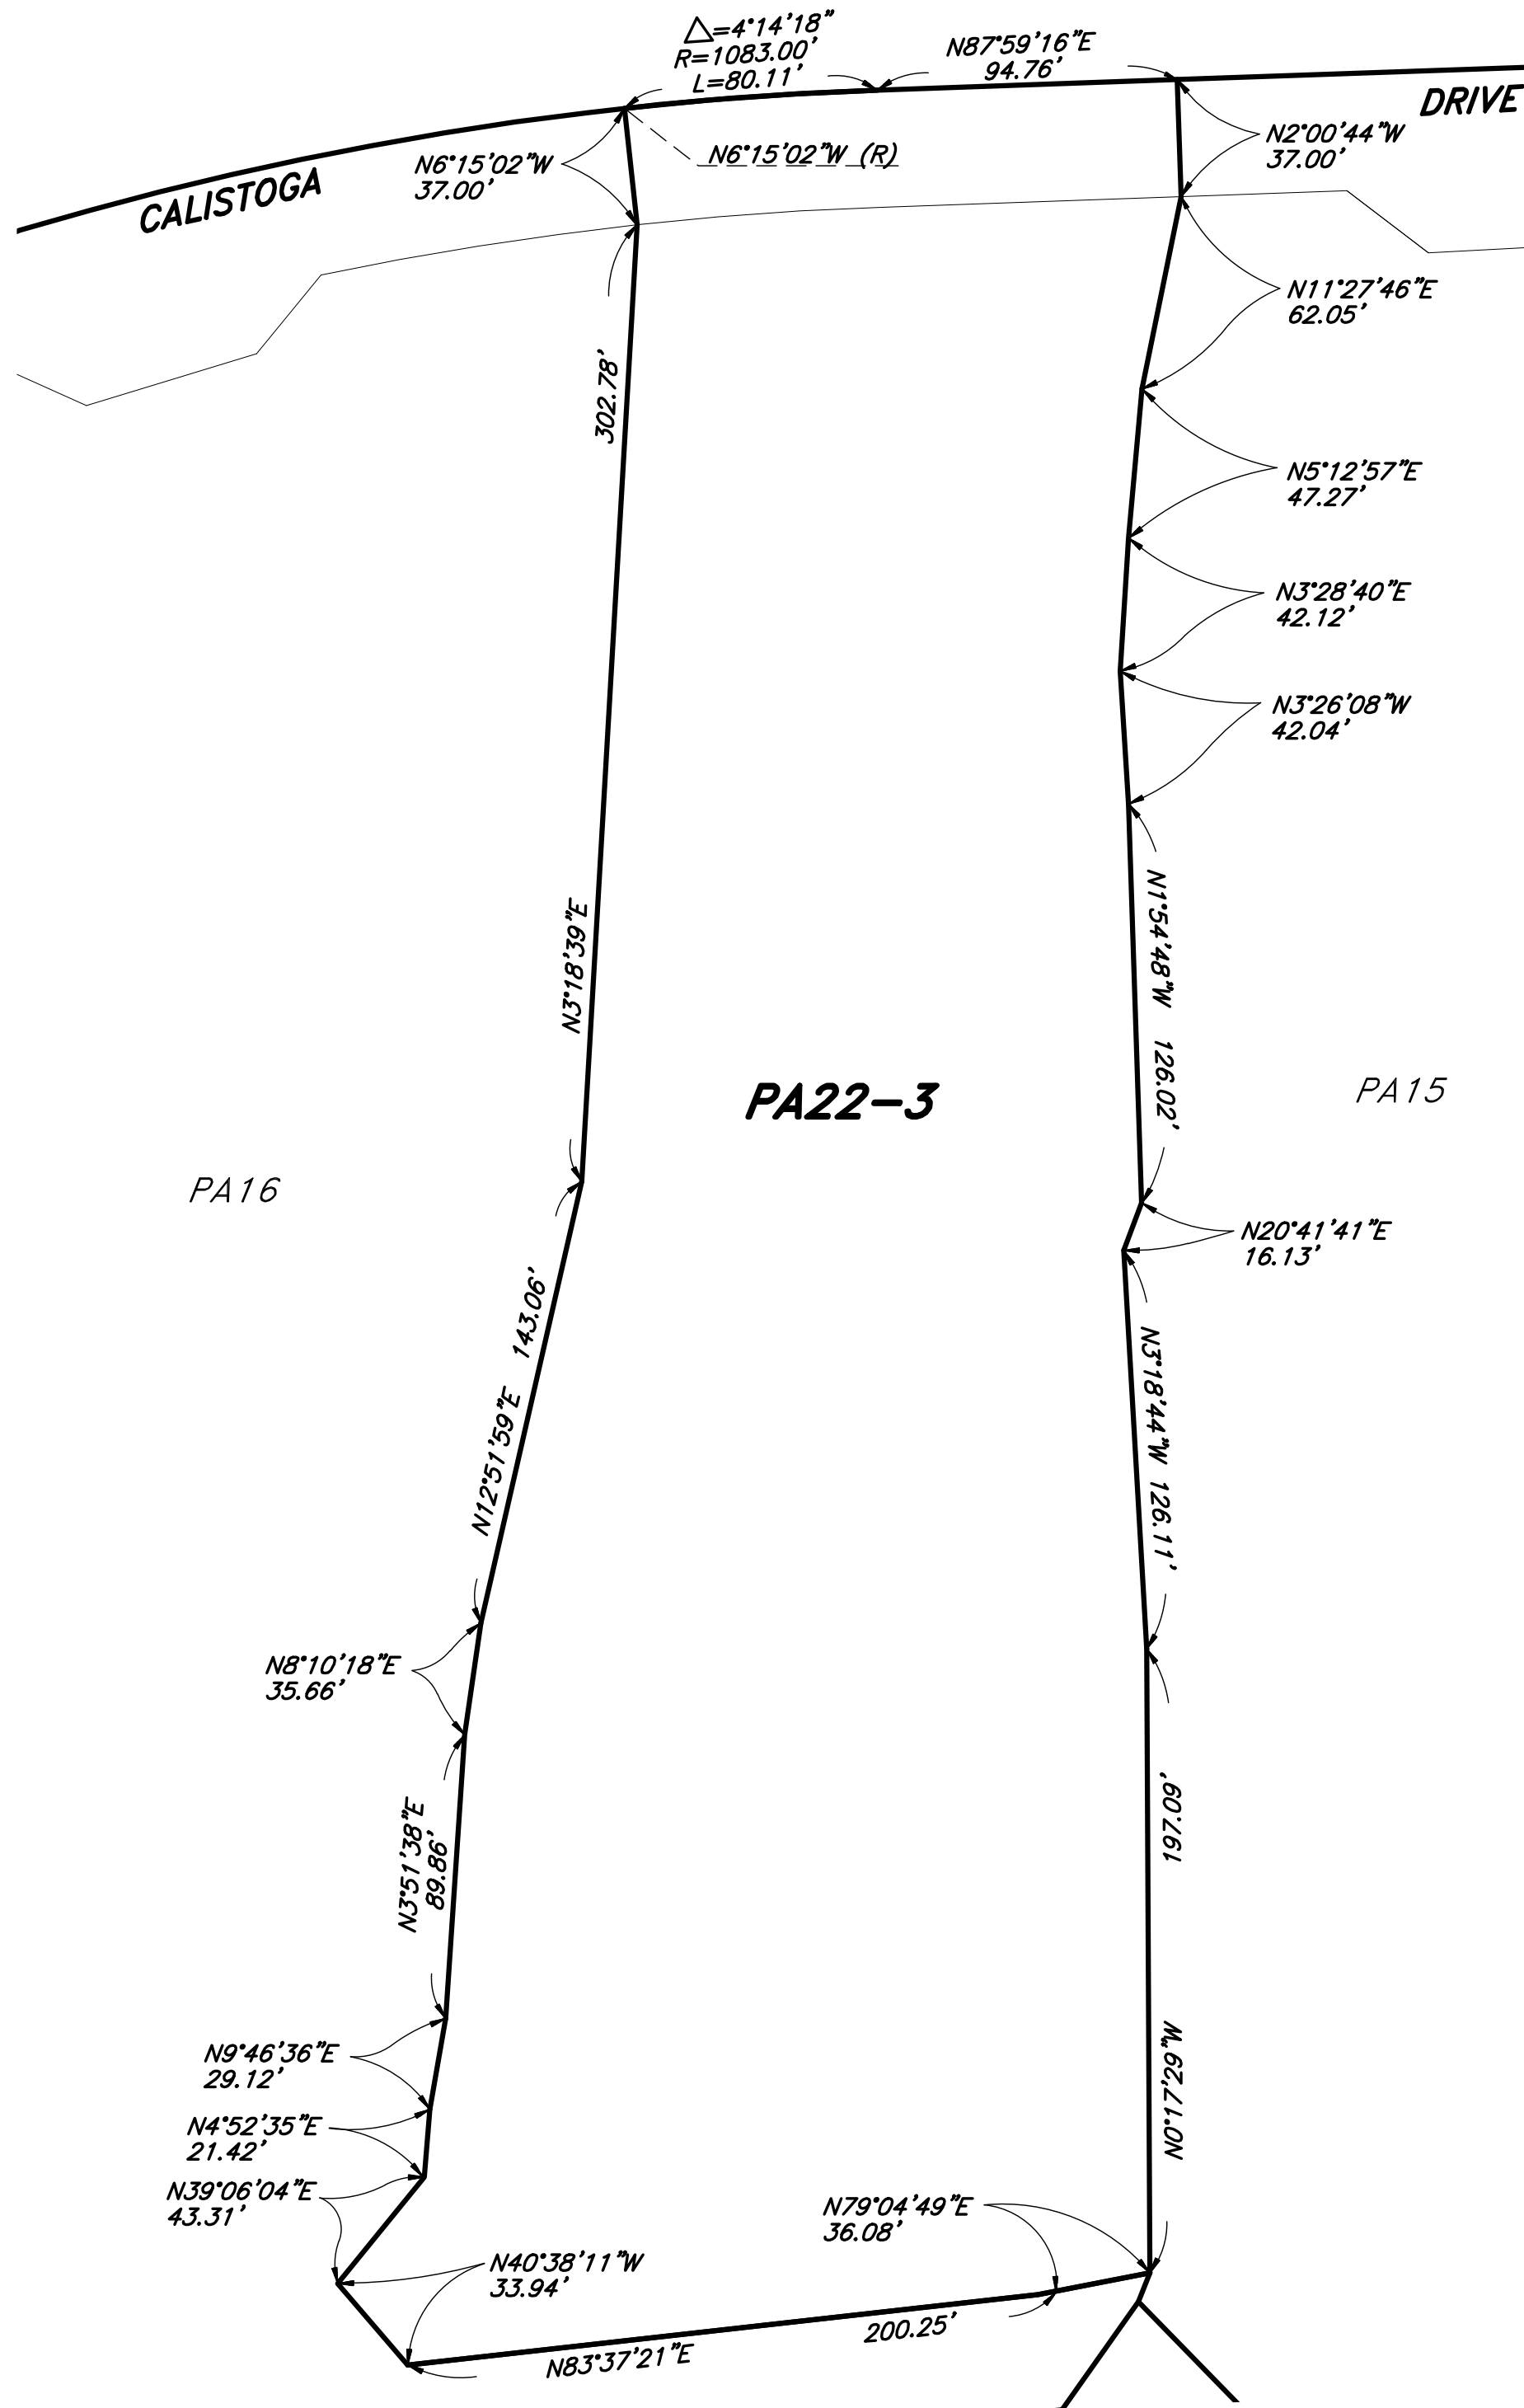 △=4°14'18"
R=1083.00'
L=80.11'
N87°59'16"E
94.76'
DRIVE
CALISTOGA
N6°15'02"W
37.00'
N6°15'02"W (R)
N2°00'44"W
37.00'
N11°27'46"E
62.05'
302.78'
N5°12'57"E
47.27'
N3°28'40"E
42.12'
N3°26'08"W
42.04'
N3°18'39"E
N1°54'48"W 126.02'
PA22-3
PA15
PA16
N20°41'41"E
16.13'
N12°51'59"E 143.06'
N3°18'44"W 126.11'
N8°10'18"E
35.66'
197.09'
N3°51'38"E
89.86'
N0°17'29"W
N9°46'36"E
29.12'
N4°52'35"E
21.42'
N39°06'04"E
43.31'
N79°04'49"E
36.08'
N40°38'11"W
33.94'
200.25'
N83°37'21"E